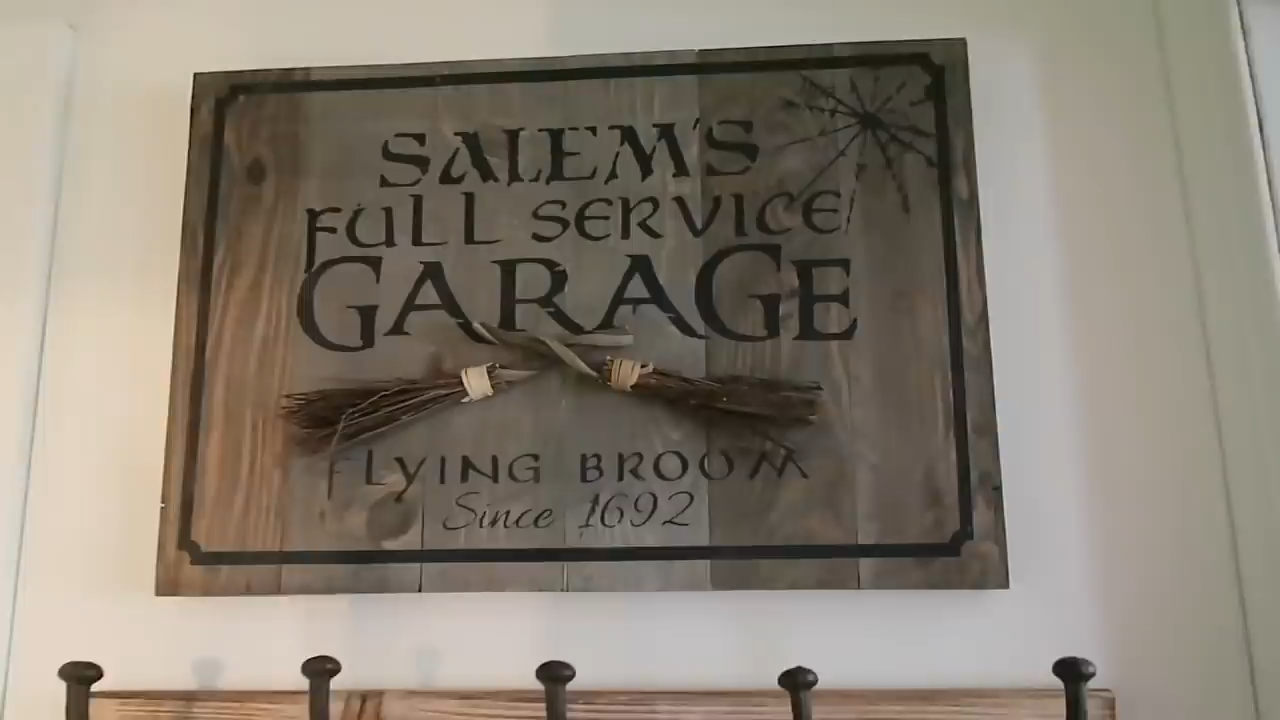 SALEM'S
FULL SERVICE
GARAGE
FLYING BROOM
Since 1692